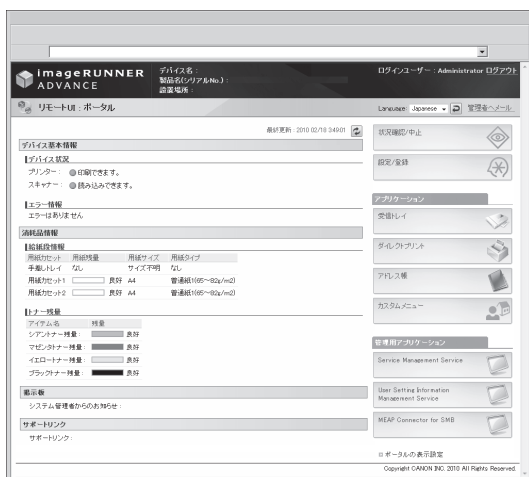 imageRUNNER
ADVANCE
デバイス名 :
製品名(シリアルNo.) :
設置場所 :
ログインユーザー : Administrator ログアウト
リモートUI : ポータル
Language: Japanese
管理者へメール
最終更新 : 2010 02/18 3:49:01
デバイス基本情報
デバイス状況
プリンター : 印刷できます。
スキャナー : 読み込みできます。
エラー情報
エラーはありません
消耗品情報
給紙段情報
用紙カセット 用紙残量 用紙サイズ 用紙タイプ
手差しトレイ なし サイズ不明 なし
用紙カセット1 良好 A4 普通紙1(65~82g/m2)
用紙カセット2 良好 A4 普通紙1(65~82g/m2)
トナー残量
アイテム名 残量
シアントナー残量 : 良好
マゼンタトナー残量 : 良好
イエロートナー残量 : 良好
ブラックトナー残量 : 良好
掲示板
システム管理者からのお知らせ :
サポートリンク
サポートリンク :
状況確認/中止
設定/登録
アプリケーション
受信トレイ
ダイレクトプリント
アドレス帳
カスタムメニュー
管理用アプリケーション
Service Management Service
User Setting Information
Management Service
MEAP Connector for SMB
ポータルの表示設定
Copyright CANON INC. 2010 All Rights Reserved.